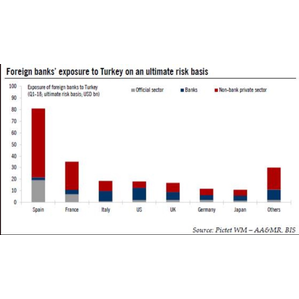 Foreign banks' exposure to Turkey on an ultimate risk basis
Exposure of foreign banks to Turkey
(Q1-18, ultimate risk basis, USD bn)
Official sector Banks Non-bank private sector
100
90
80
70
60
50
40
30
20
10
0
Spain France Italy US UK Germany Japan Others
Source: Pictet WM – AA&MR, BIS